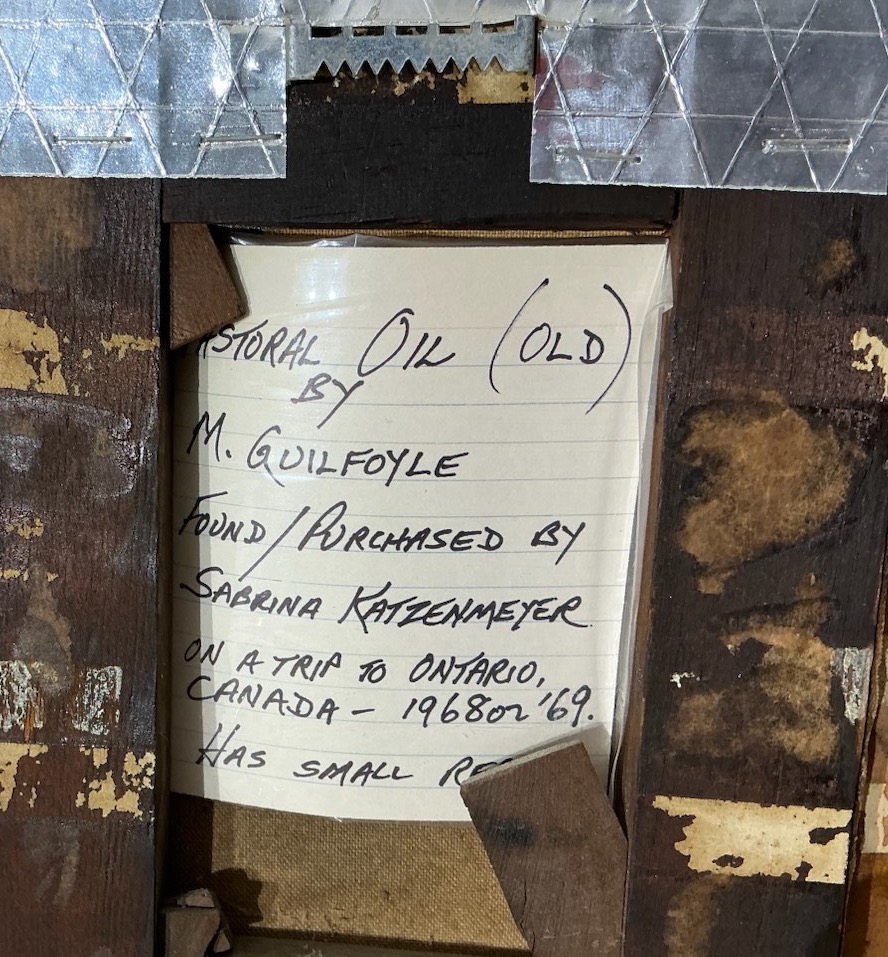 PASTORAL OIL (OLD)
BY
M. GUILFOYLE
FOUND/PURCHASED BY
SABRINA KATZENMEYER
ON A TRIP TO ONTARIO,
CANADA – 1968 OR '69.
HAS SMALL